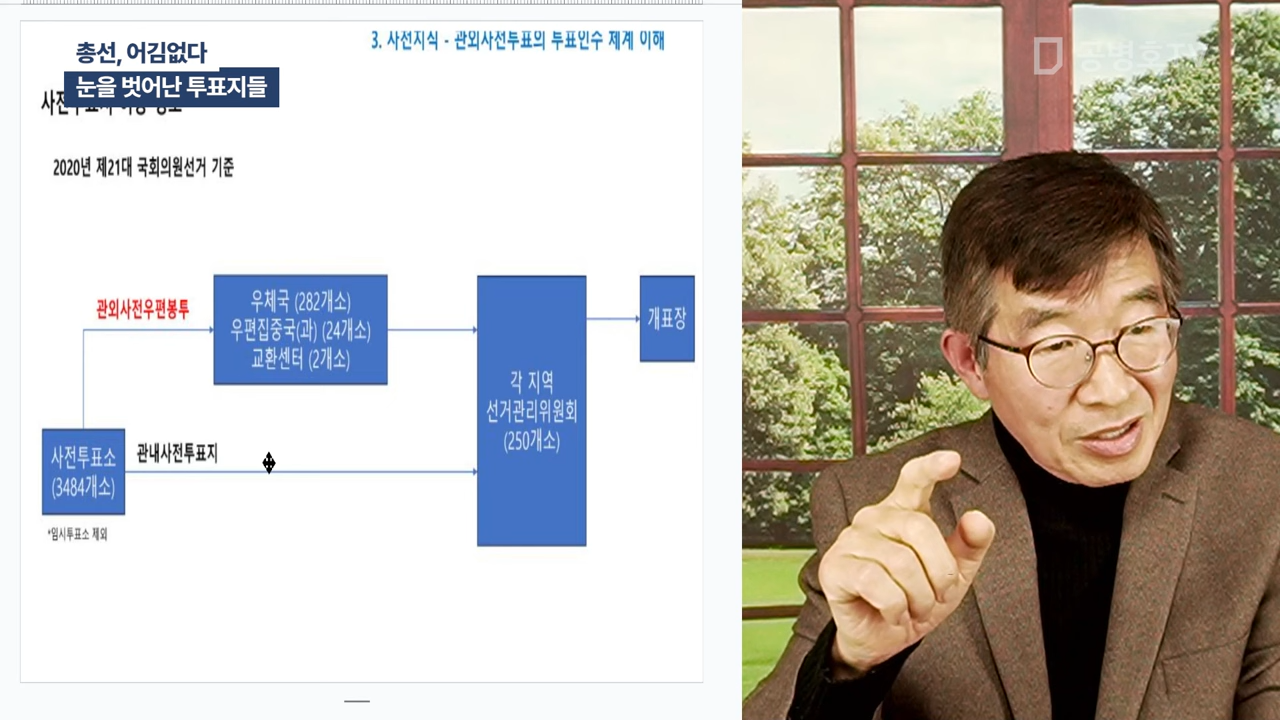 3. 사선지식 - 관외사전투표의 투표인수 체계 이해
총선, 어김없다
눈을 벗어난 투표지들
2020년 제21대 국회의원선거 기준
관외사전우편봉투
우체국 (282개소)
우편집중국(과) (24개소)
교환센터 (2개소)
개표장
각 지역
선거관리위원회
(250개소)
사전투표소
(3484개소)
관내사전투표지
*임시투표소 제외
공병호TV